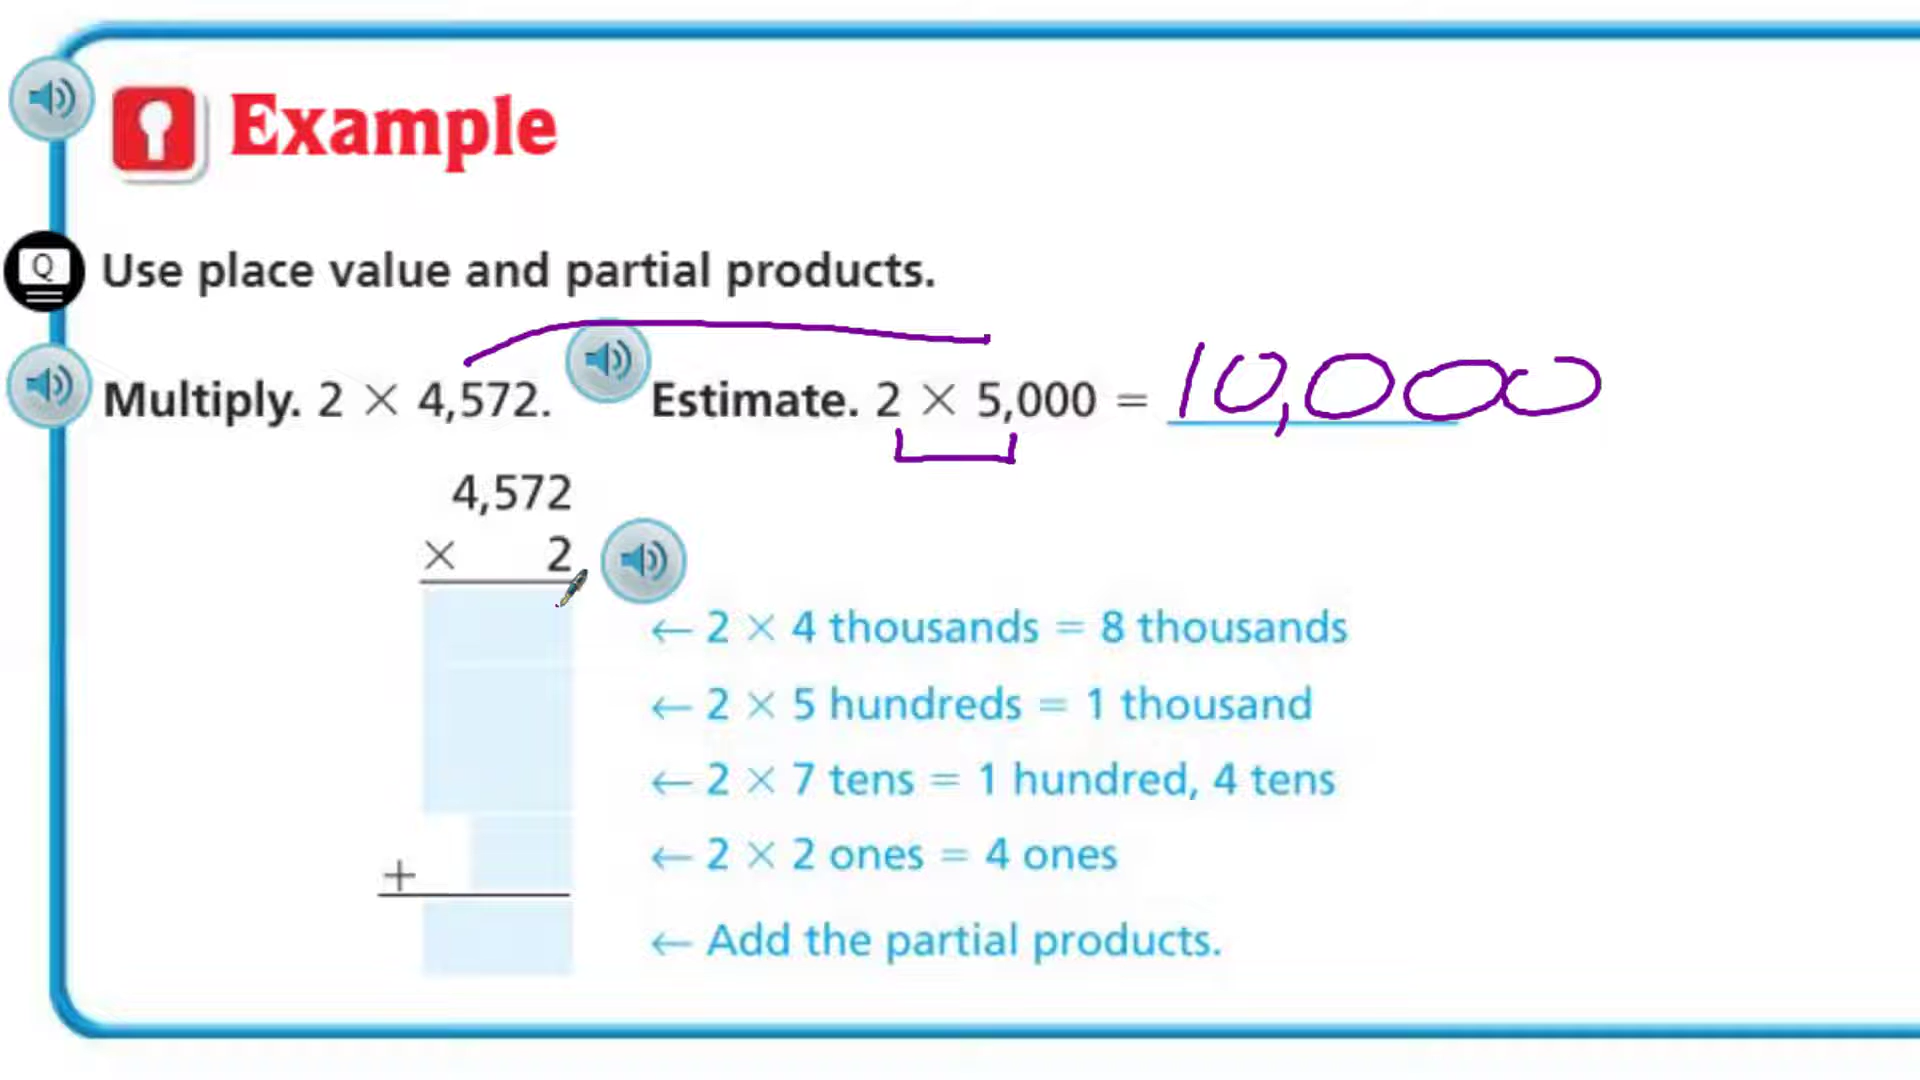 Example
Q
Use place value and partial products.
Multiply. 2 × 4,572. Estimate. 2 × 5,000 = 10,000
4,572
× 2
← 2 × 4 thousands = 8 thousands
← 2 × 5 hundreds = 1 thousand
← 2 × 7 tens = 1 hundred, 4 tens
+ ← 2 × 2 ones = 4 ones
← Add the partial products.